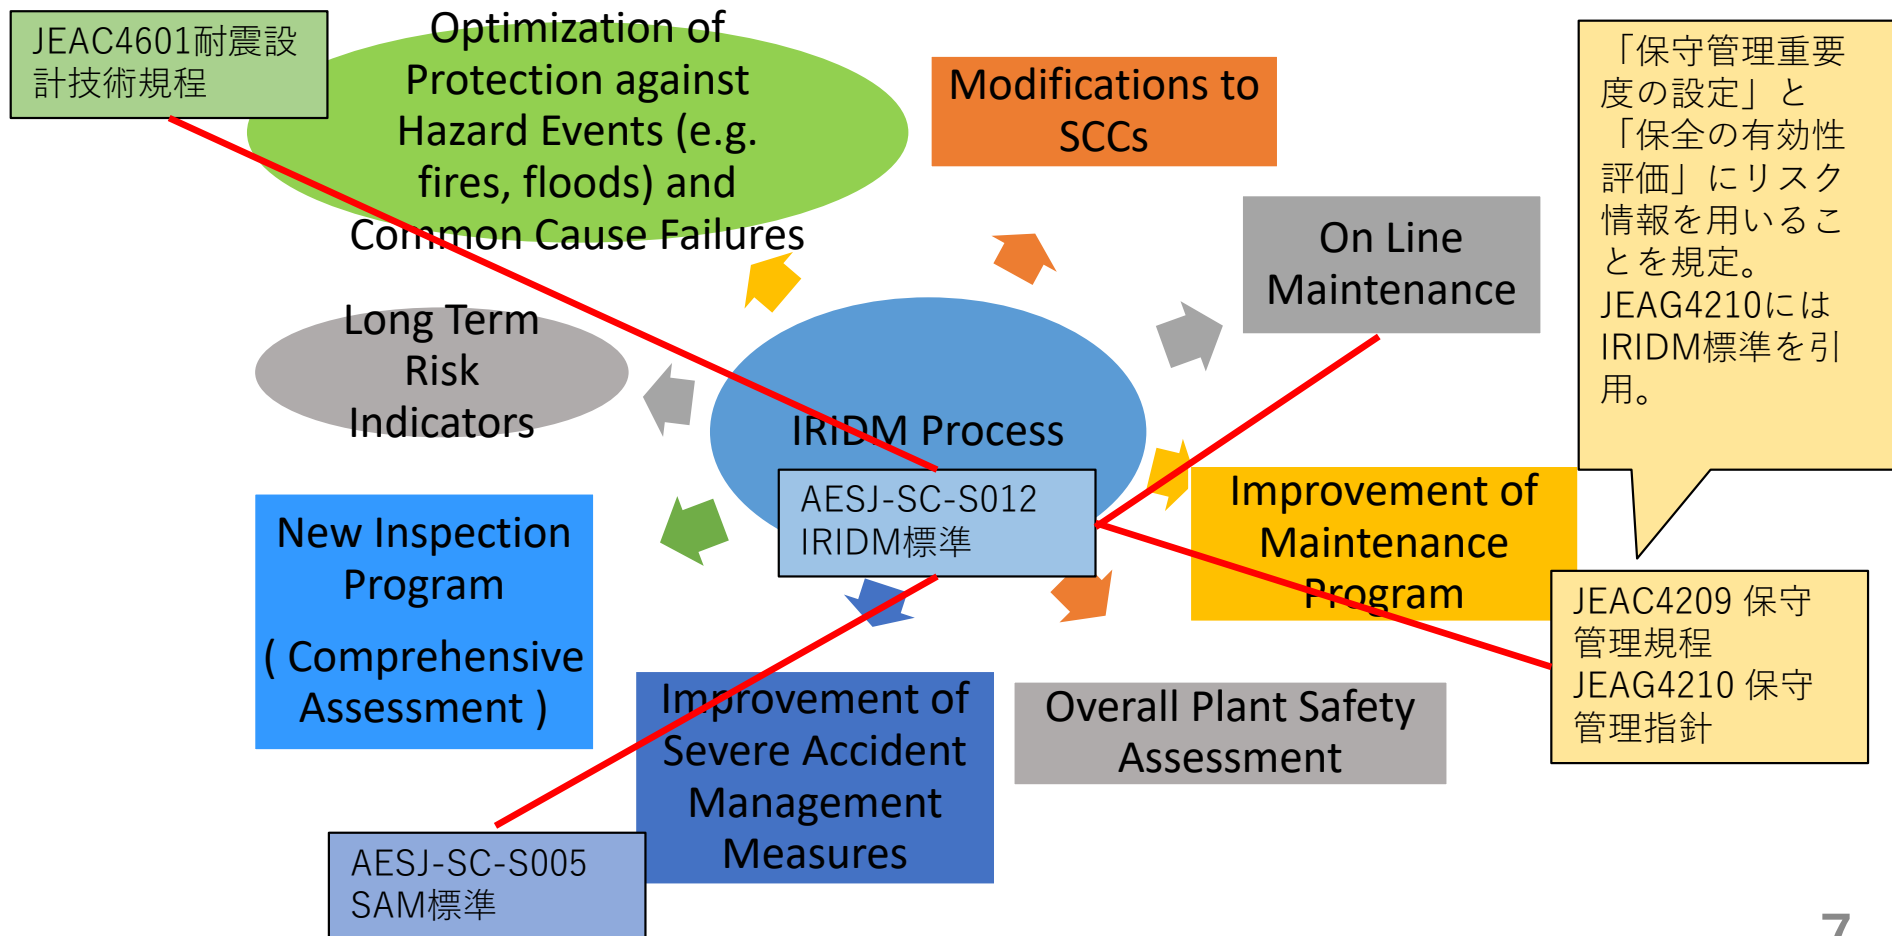 JEAC4601耐震設
計技術規程
Optimization of
Protection against
Hazard Events (e.g.
fires, floods) and
Common Cause Failures
Modifications to
SCCs
「保守管理重要
度の設定」と
「保全の有効性
評価」にリスク
情報を用いるこ
とを規定。
JEAG4210には
IRIDM標準を引
用。
On Line
Maintenance
Long Term
Risk
Indicators
IRIDM Process
AESJ-SC-S012
IRIDM標準
Improvement of
Maintenance
Program
New Inspection
Program
( Comprehensive
Assessment )
JEAC4209 保守
管理規程
JEAG4210 保守
管理指針
Improvement of
Severe Accident
Management
Measures
Overall Plant Safety
Assessment
AESJ-SC-S005
SAM標準
7